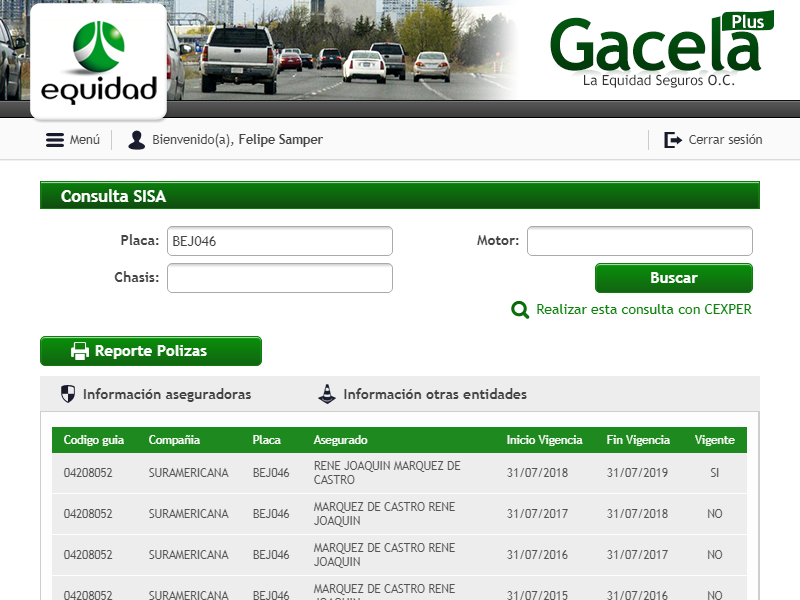 equidad
Gacela Plus
La Equidad Seguros O.C.
Menú
Bienvenido(a), Felipe Samper
Cerrar sesión
Consulta SISA
Placa: BEJ046 Motor:
Chasis: Buscar
Realizar esta consulta con CEXPER
Reporte Polizas
Información aseguradoras Información otras entidades
Codigo guia Compañia Placa Asegurado Inicio Vigencia Fin Vigencia Vigente
04208052 SURAMERICANA BEJ046 RENE JOAQUIN MARQUEZ DE CASTRO 31/07/2018 31/07/2019 SI
04208052 SURAMERICANA BEJ046 MARQUEZ DE CASTRO RENE JOAQUIN 31/07/2017 31/07/2018 NO
04208052 SURAMERICANA BEJ046 MARQUEZ DE CASTRO RENE JOAQUIN 31/07/2016 31/07/2017 NO
04208052 SURAMERICANA BEJ046 MARQUEZ DE CASTRO RENE JOAQUIN 31/07/2015 31/07/2016 NO